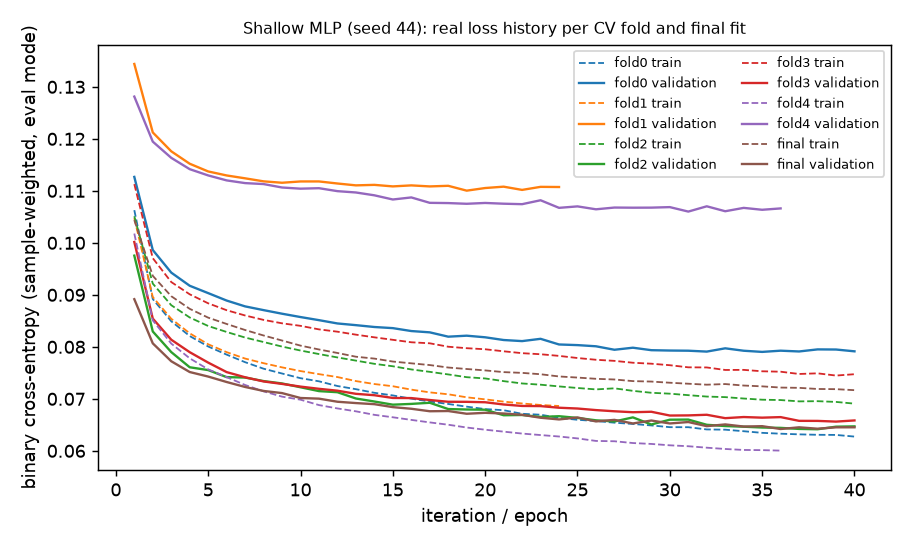 Shallow MLP (seed 44): real loss history per CV fold and final fit
binary cross-entropy (sample-weighted, eval mode)
0.13
0.12
0.11
0.10
0.09
0.08
0.07
0.06
fold0 train
fold0 validation
fold1 train
fold1 validation
fold2 train
fold2 validation
fold3 train
fold3 validation
fold4 train
fold4 validation
final train
final validation
0 5 10 15 20 25 30 35 40
iteration / epoch